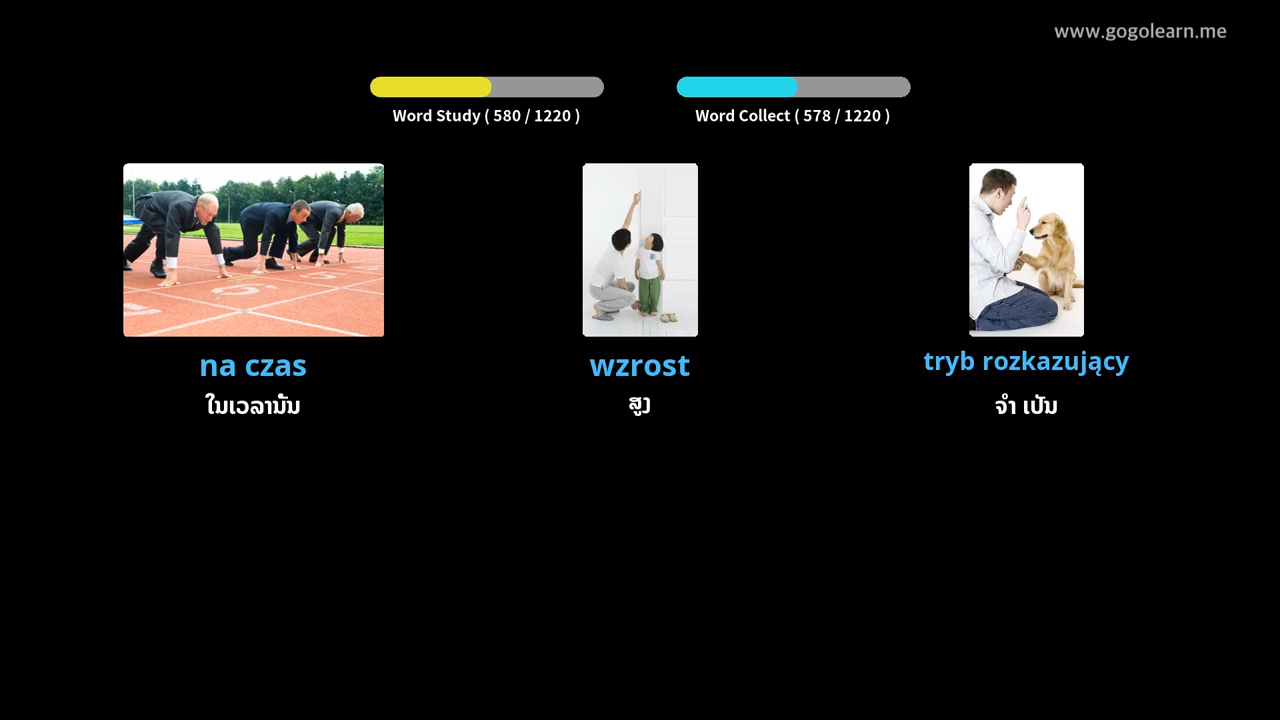 www.gogolearn.me
Word Study ( 580 / 1220 )
Word Collect ( 578 / 1220 )
na czas
wzrost
tryb rozkazujący
ໃນເວລານັ້ນ
ສູງ
ຈໍາ ເປັນ